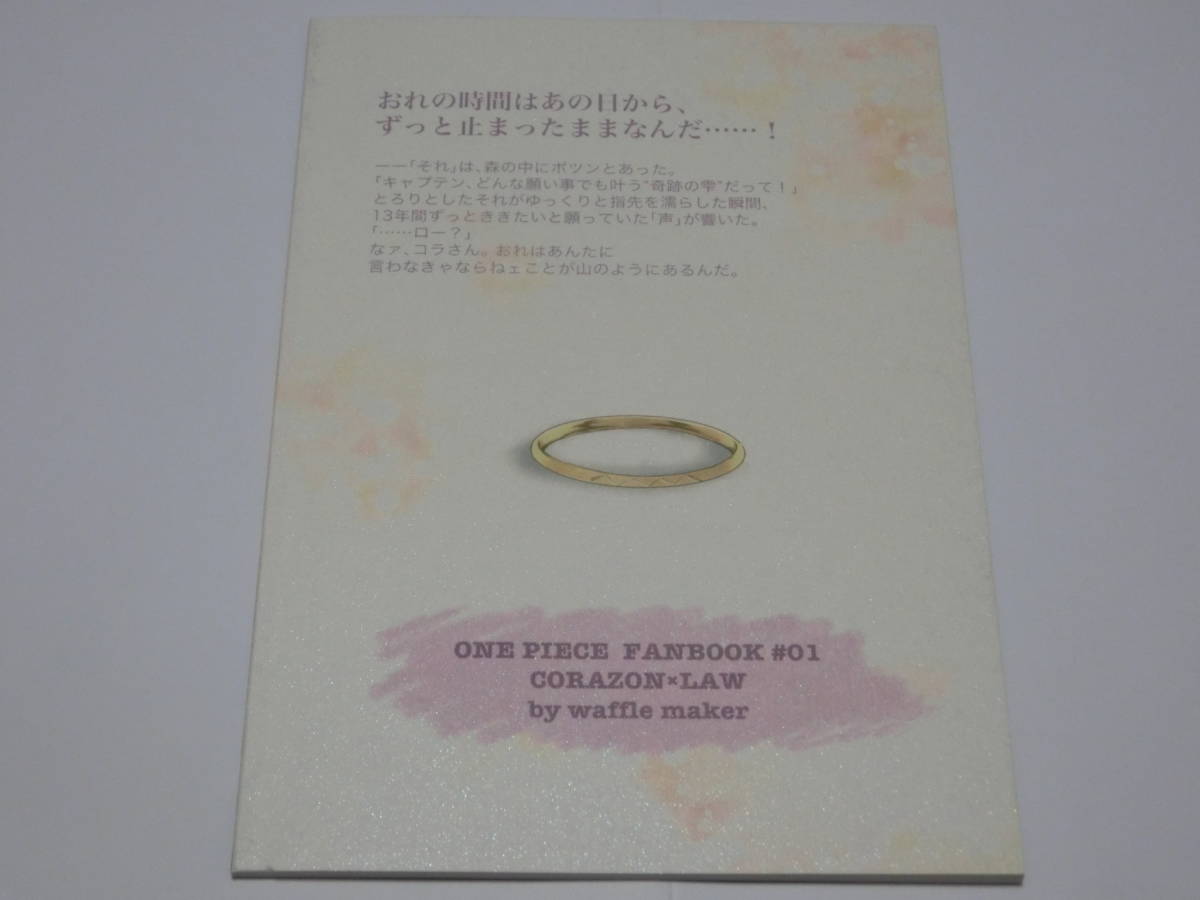 おれの時間はあの日から、
ずっと止まったままなんだ……！
――「それ」は、森の中にポツンとあった。
「キャプテン、どんな願い事でも叶う“奇跡の雫”だって！」
とろりとしたそれがゆっくりと指先を濡らした瞬間、
13年間ずっとききたいと願っていた「声」が響いた。
「……ロー？」
なァ、コラさん。おれはあんたに
言わなきゃならねェことが山のようにあるんだ。
ONE PIECE FANBOOK #01
CORAZON×LAW
by waffle maker